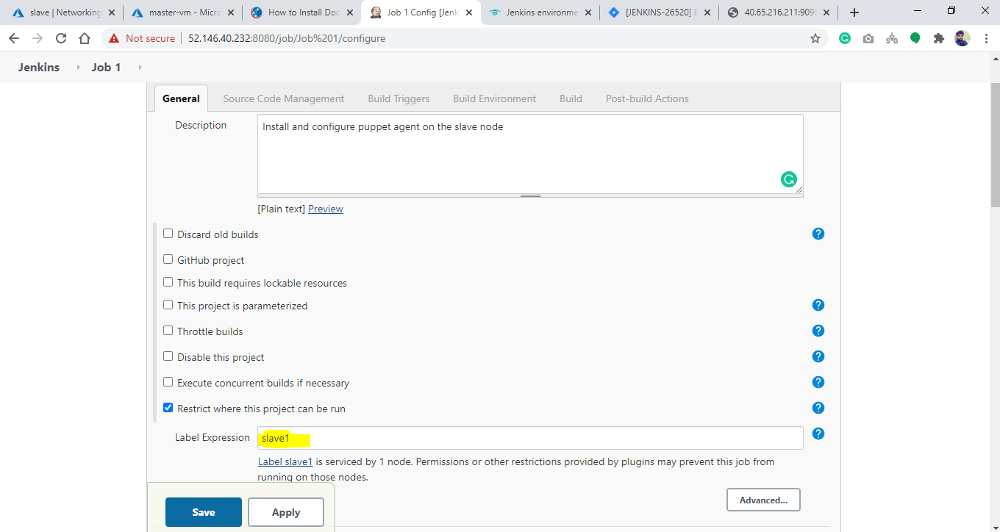 slave | Networking
master-vm - Micro
How to Install Doc
Job 1 Config [Jenk
Jenkins environme
[JENKINS-26520] E
40.65.216.211:909
Not secure
52.146.40.232:8080/job/Job%201/configure
Jenkins
Job 1
General
Source Code Management
Build Triggers
Build Environment
Build
Post-build Actions
Description
Install and configure puppet agent on the slave node
[Plain text] Preview
Discard old builds
GitHub project
This build requires lockable resources
This project is parameterized
Throttle builds
Disable this project
Execute concurrent builds if necessary
Restrict where this project can be run
Label Expression
slave1
Label slave1 is serviced by 1 node. Permissions or other restrictions provided by plugins may prevent this job from
running on those nodes.
Advanced...
Save
Apply